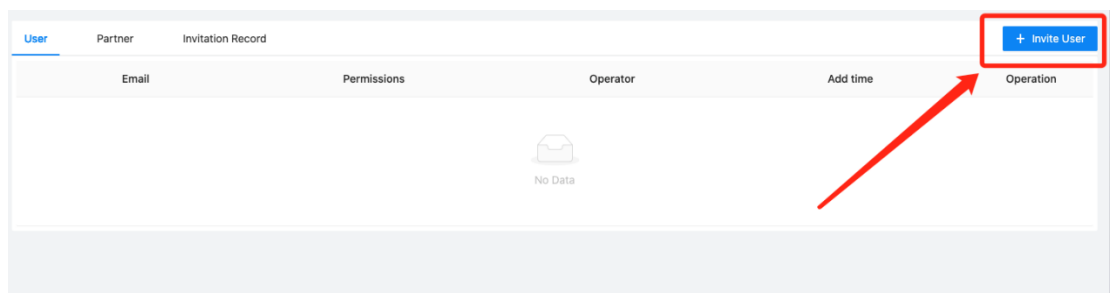 User Partner Invitation Record + Invite User
Email Permissions Operator Add time Operation
No Data